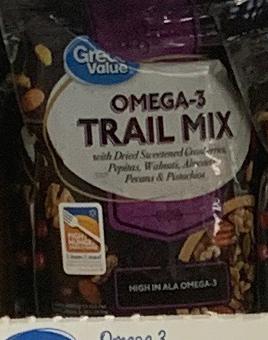 Great
Value
OMEGA-3
TRAIL MIX
with Dried Sweetened Cranberries,
Pepitas, Walnuts, Almonds,
Pecans & Pistachios
HIGH IN ALA OMEGA-3
Omega 3